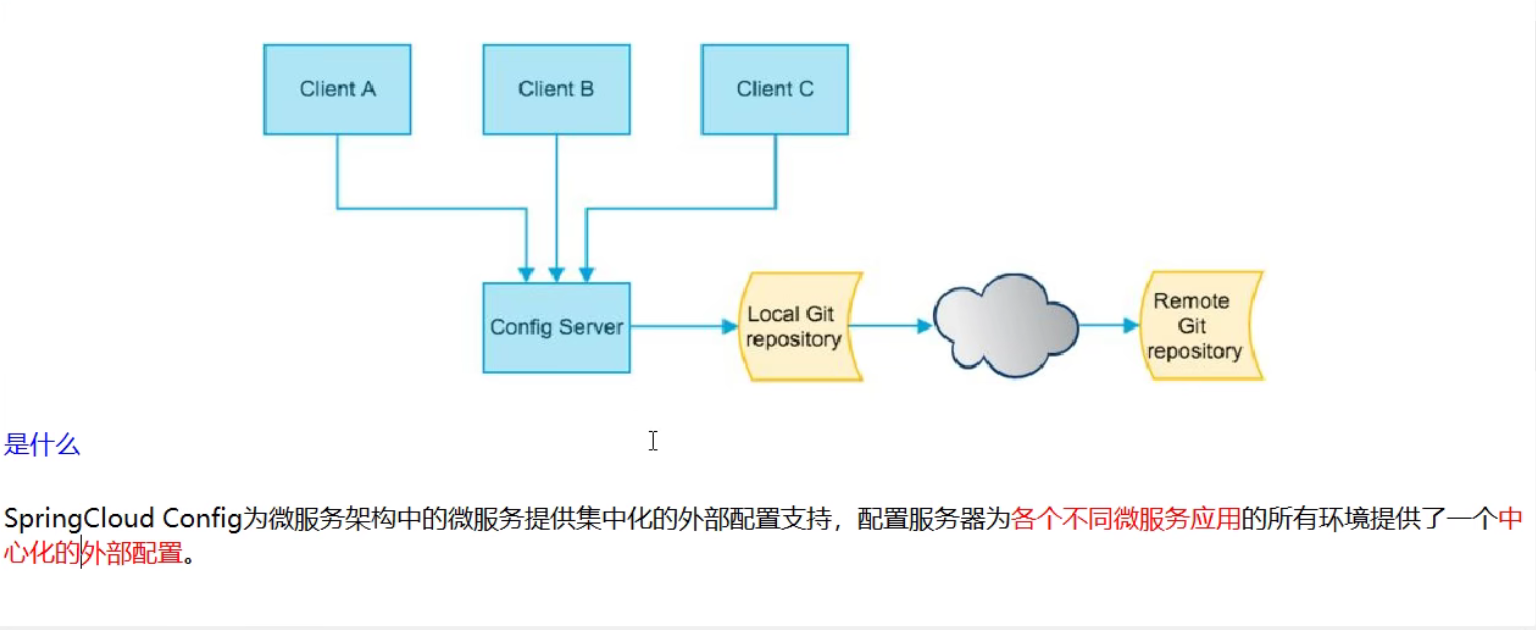 Client A
Client B
Client C
Config Server
Local Git
repository
Remote
Git
repository
是什么
SpringCloud Config为微服务架构中的微服务提供集中化的外部配置支持，配置服务器为各个不同微服务应用的所有环境提供了一个中
心化的外部配置。